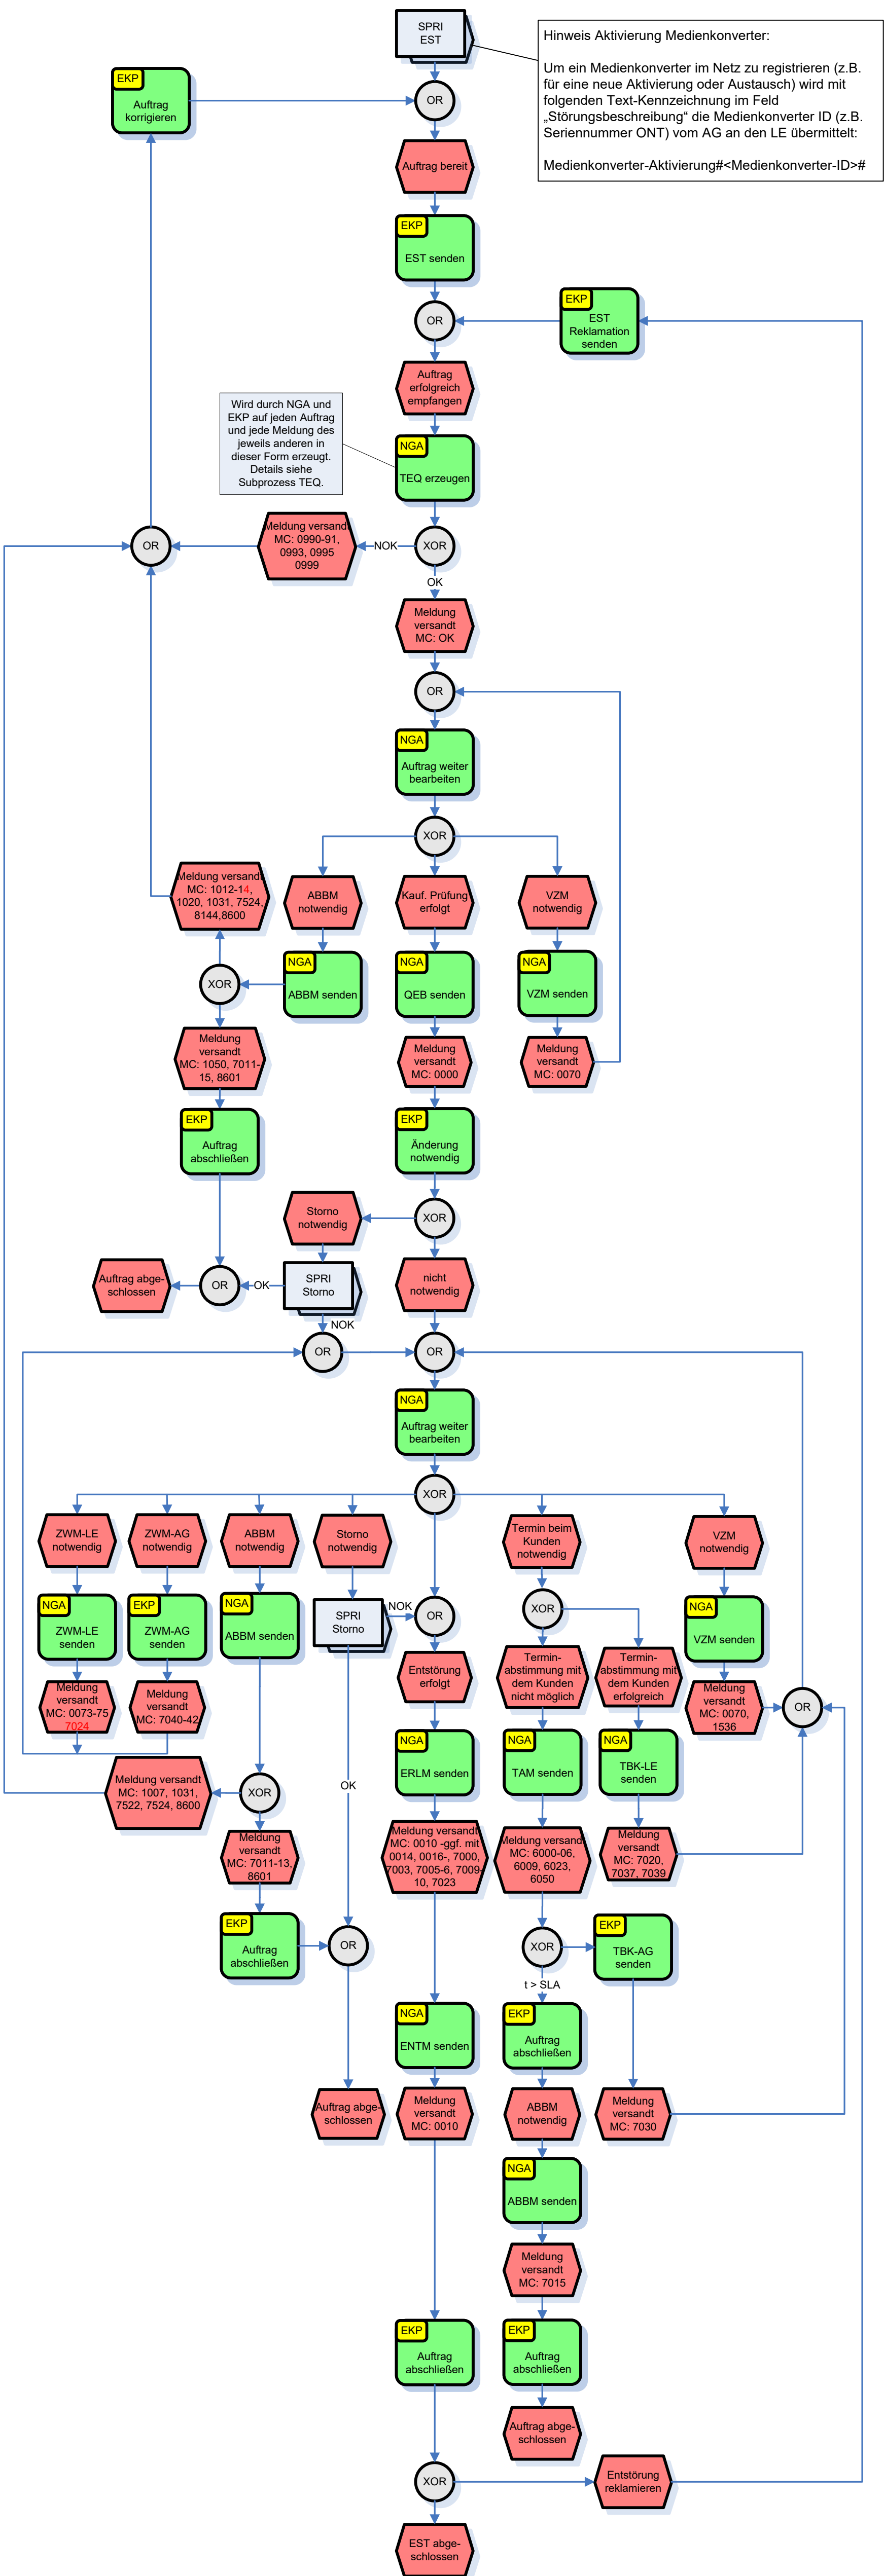 SPRI
EST
Hinweis Aktivierung Medienkonverter:
Um ein Medienkonverter im Netz zu registrieren (z.B.
für eine neue Aktivierung oder Austausch) wird mit
folgenden Text-Kennzeichnung im Feld
„Störungsbeschreibung“ die Medienkonverter ID (z.B.
Seriennummer ONT) vom AG an den LE übermittelt:
Medienkonverter-Aktivierung#<Medienkonverter-ID>#
EKP
Auftrag
korrigieren
OR
Auftrag bereit
EKP
EST senden
OR
EKP
EST
Reklamation
senden
Auftrag
erfolgreich
empfangen
Wird durch NGA und
EKP auf jeden Auftrag
und jede Meldung des
jeweils anderen in
dieser Form erzeugt.
Details siehe
Subprozess TEQ.
NGA
TEQ erzeugen
OR
Meldung versandt
MC: 0990-91,
0993, 0995
0999
NOK
XOR
OK
Meldung
versandt
MC: OK
OR
NGA
Auftrag weiter
bearbeiten
XOR
Meldung versandt
MC: 1012-14,
1020, 1031, 7524,
8144,8600
ABBM
notwendig
Kauf. Prüfung
erfolgt
VZM
notwendig
XOR
NGA
ABBM senden
NGA
QEB senden
NGA
VZM senden
Meldung
versandt
MC: 1050, 7011-
15, 8601
Meldung
versandt
MC: 0000
Meldung
versandt
MC: 0070
EKP
Auftrag
abschließen
EKP
Änderung
notwendig
Storno
notwendig
XOR
Auftrag abge-
schlossen
OR
OK
SPRI
Storno
nicht
notwendig
NOK
OR
OR
NGA
Auftrag weiter
bearbeiten
XOR
ZWM-LE
notwendig
ZWM-AG
notwendig
ABBM
notwendig
Storno
notwendig
Termin beim
Kunden
notwendig
VZM
notwendig
NGA
ZWM-LE
senden
EKP
ZWM-AG
senden
NGA
ABBM senden
SPRI
Storno
NOK
OR
XOR
NGA
VZM senden
Meldung
versandt
MC: 0073-75
7024
Meldung
versandt
MC: 7040-42
Entstörung
erfolgt
Termin-
abstimmung mit
dem Kunden
nicht möglich
Termin-
abstimmung mit
dem Kunden
erfolgreich
Meldung
versandt
MC: 0070,
1536
OR
Meldung versandt
MC: 1007, 1031,
7522, 7524, 8600
XOR
OK
NGA
ERLM senden
NGA
TAM senden
NGA
TBK-LE
senden
Meldung
versandt
MC: 7011-13,
8601
Meldung versandt
MC: 0010 -ggf. mit
0014, 0016-, 7000,
7003, 7005-6, 7009-
10, 7023
Meldung versandt
MC: 6000-06,
6009, 6023,
6050
Meldung
versandt
MC: 7020,
7037, 7039
EKP
Auftrag
abschließen
OR
XOR
EKP
TBK-AG
senden
t > SLA
NGA
ENTM senden
EKP
Auftrag
abschließen
Auftrag abge-
schlossen
Meldung
versandt
MC: 0010
ABBM
notwendig
Meldung
versandt
MC: 7030
NGA
ABBM senden
Meldung
versandt
MC: 7015
EKP
Auftrag
abschließen
EKP
Auftrag
abschließen
Auftrag abge-
schlossen
XOR
Entstörung
reklamieren
EST abge-
schlossen